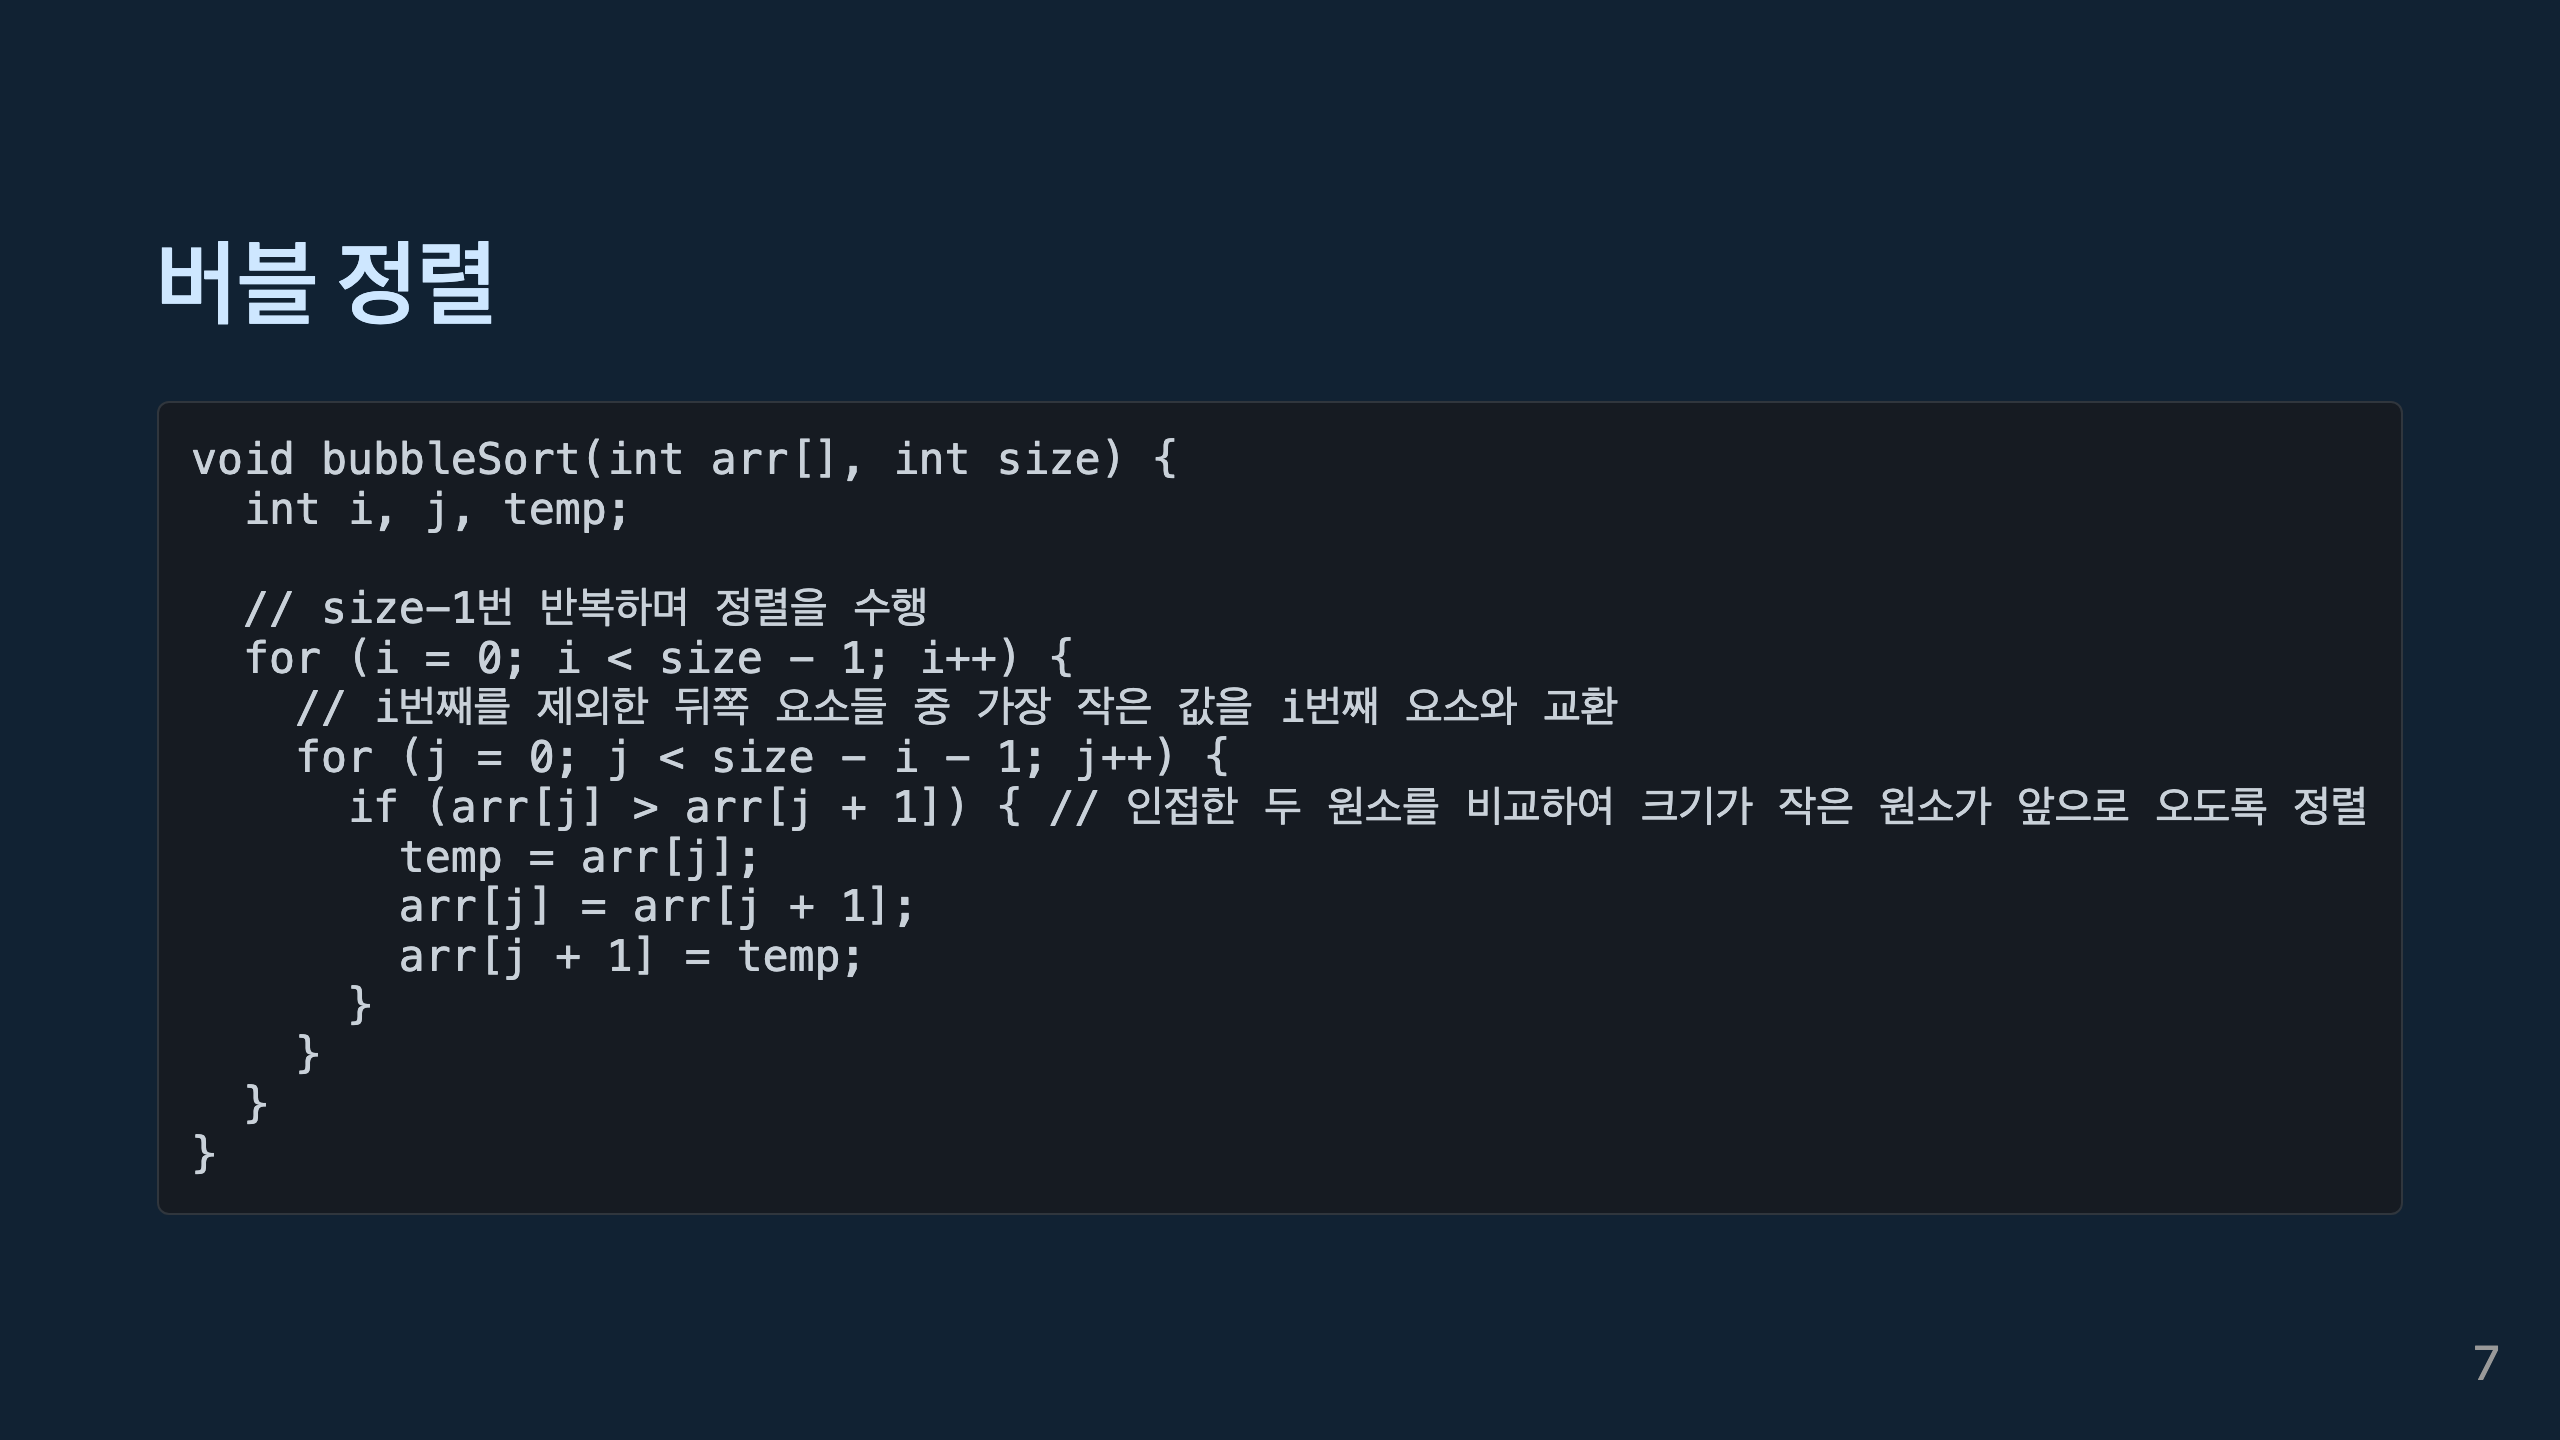 버블 정렬
void bubbleSort(int arr[], int size) {
  int i, j, temp;

  // size-1번 반복하며 정렬을 수행
  for (i = 0; i < size - 1; i++) {
    // i번째를 제외한 뒤쪽 요소들 중 가장 작은 값을 i번째 요소와 교환
    for (j = 0; j < size - i - 1; j++) {
      if (arr[j] > arr[j + 1]) { // 인접한 두 원소를 비교하여 크기가 작은 원소가 앞으로 오도록 정렬
        temp = arr[j];
        arr[j] = arr[j + 1];
        arr[j + 1] = temp;
      }
    }
  }
}
7